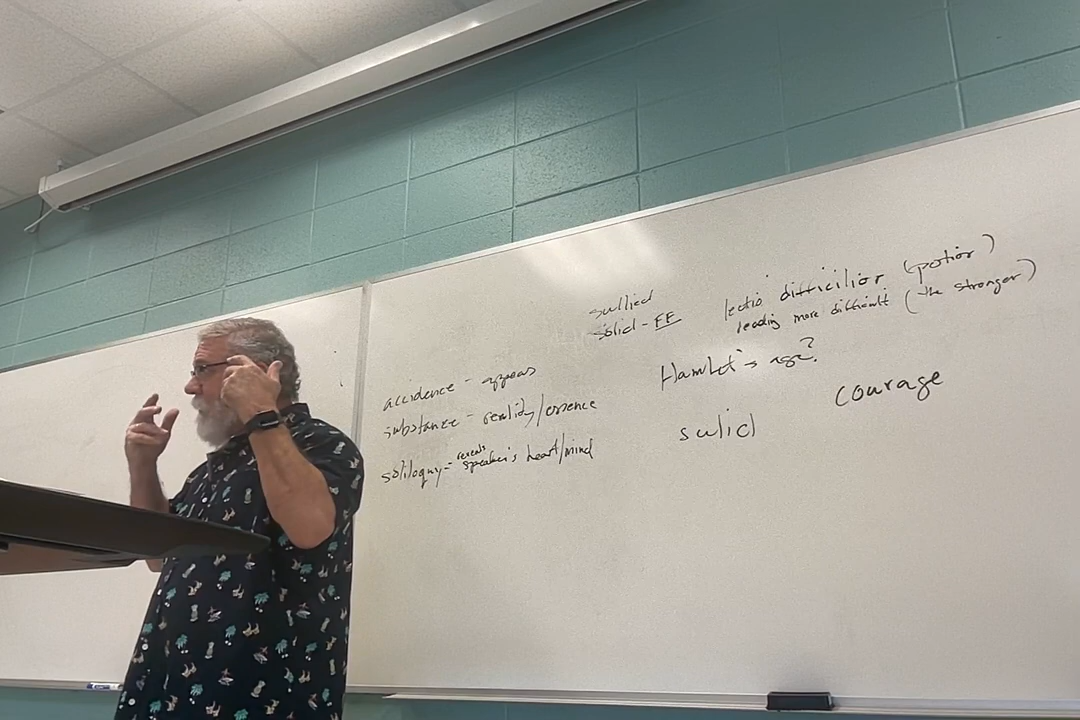 accidence - appears
substance - reality/essence
soliloquy = reveals speaker's heart/mind
sullied
solid - FF
lectio difficilior (potior)
reading more difficult (the stronger)
Hamlet's age?
courage
salid